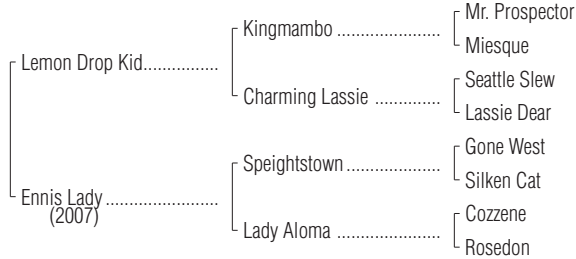 Mr. Prospector
Kingmambo ....................
Miesque
Lemon Drop Kid...............
Seattle Slew
Charming Lassie .............
Lassie Dear
Gone West
Speightstown...................
Silken Cat
Ennis Lady ......................
(2007)
Cozzene
Lady Aloma .....................
Rosedon